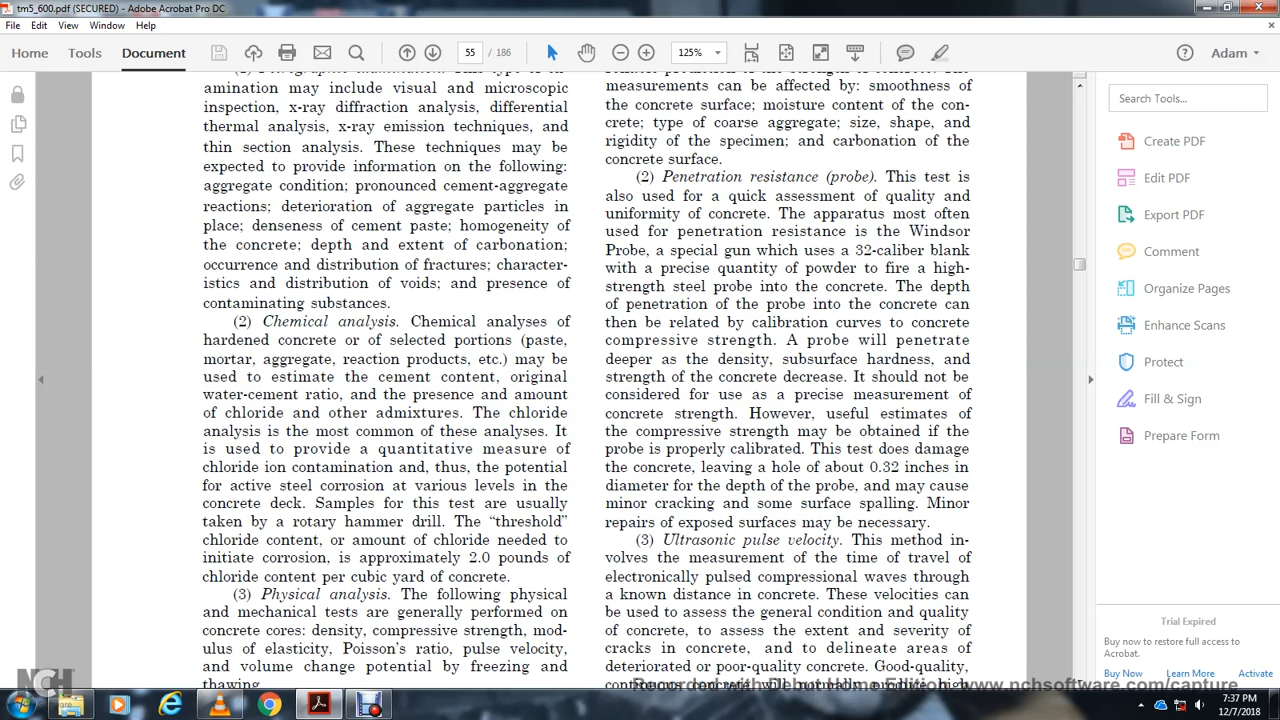 tm5_600.pdf (SECURED) - Adobe Acrobat Pro DC
File Edit View Window Help
Home Tools Document
55 / 186
125%
Adam
amination may include visual and microscopic
inspection, x-ray diffraction analysis, differential
thermal analysis, x-ray emission techniques, and
thin section analysis. These techniques may be
expected to provide information on the following:
aggregate condition; pronounced cement-aggregate
reactions; deterioration of aggregate particles in
place; denseness of cement paste; homogeneity of
the concrete; depth and extent of carbonation;
occurrence and distribution of fractures; character-
istics and distribution of voids; and presence of
contaminating substances.
(2) Chemical analysis. Chemical analyses of
hardened concrete or of selected portions (paste,
mortar, aggregate, reaction products, etc.) may be
used to estimate the cement content, original
water-cement ratio, and the presence and amount
of chloride and other admixtures. The chloride
analysis is the most common of these analyses. It
is used to provide a quantitative measure of
chloride ion contamination and, thus, the potential
for active steel corrosion at various levels in the
concrete deck. Samples for this test are usually
taken by a rotary hammer drill. The “threshold”
chloride content, or amount of chloride needed to
initiate corrosion, is approximately 2.0 pounds of
chloride content per cubic yard of concrete.
(3) Physical analysis. The following physical
and mechanical tests are generally performed on
concrete cores: density, compressive strength, mod-
ulus of elasticity, Poisson’s ratio, pulse velocity,
and volume change potential by freezing and
thawing.
measurements can be affected by: smoothness of
the concrete surface; moisture content of the con-
crete; type of coarse aggregate; size, shape, and
rigidity of the specimen; and carbonation of the
concrete surface.
(2) Penetration resistance (probe). This test is
also used for a quick assessment of quality and
uniformity of concrete. The apparatus most often
used for penetration resistance is the Windsor
Probe, a special gun which uses a 32-caliber blank
with a precise quantity of powder to fire a high-
strength steel probe into the concrete. The depth
of penetration of the probe into the concrete can
then be related by calibration curves to concrete
compressive strength. A probe will penetrate
deeper as the density, subsurface hardness, and
strength of the concrete decrease. It should not be
considered for use as a precise measurement of
concrete strength. However, useful estimates of
the compressive strength may be obtained if the
probe is properly calibrated. This test does damage
the concrete, leaving a hole of about 0.32 inches in
diameter for the depth of the probe, and may cause
minor cracking and some surface spalling. Minor
repairs of exposed surfaces may be necessary.
(3) Ultrasonic pulse velocity. This method in-
volves the measurement of the time of travel of
electronically pulsed compressional waves through
a known distance in concrete. These velocities can
be used to assess the general condition and quality
of concrete, to assess the extent and severity of
cracks in concrete, and to delineate areas of
deteriorated or poor-quality concrete. Good-quality,
Search Tools...
Create PDF
Edit PDF
Export PDF
Comment
Organize Pages
Enhance Scans
Protect
Fill & Sign
Prepare Form
Trial Expired
Buy now to restore full access to
Acrobat.
Buy Now Learn More Activate
NCH
Recorded with Debut Home Edition. www.nchsoftware.com/capture
7:37 PM
12/7/2018